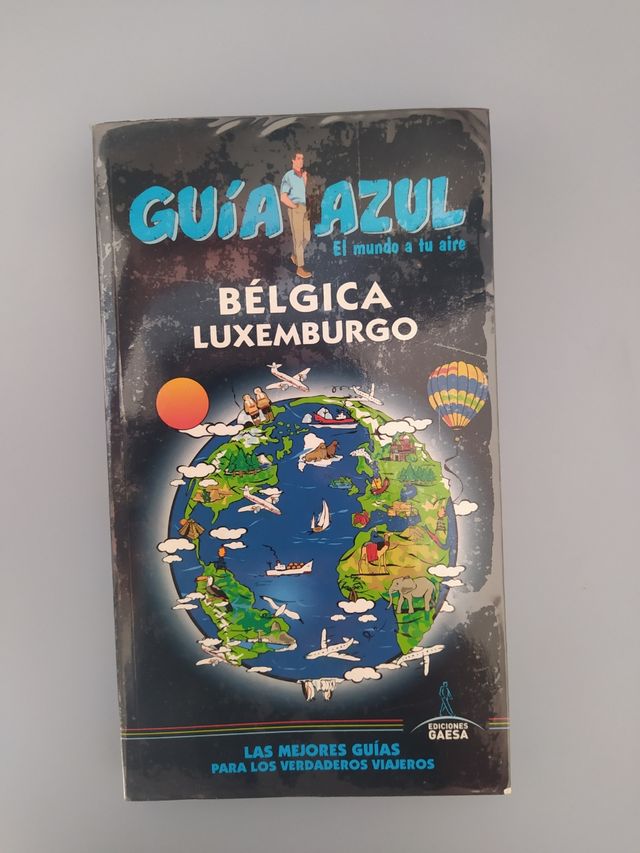 GUÍA AZUL
El mundo a tu aire
BÉLGICA
LUXEMBURGO
EDICIONES
GAESA
LAS MEJORES GUÍAS
PARA LOS VERDADEROS VIAJEROS